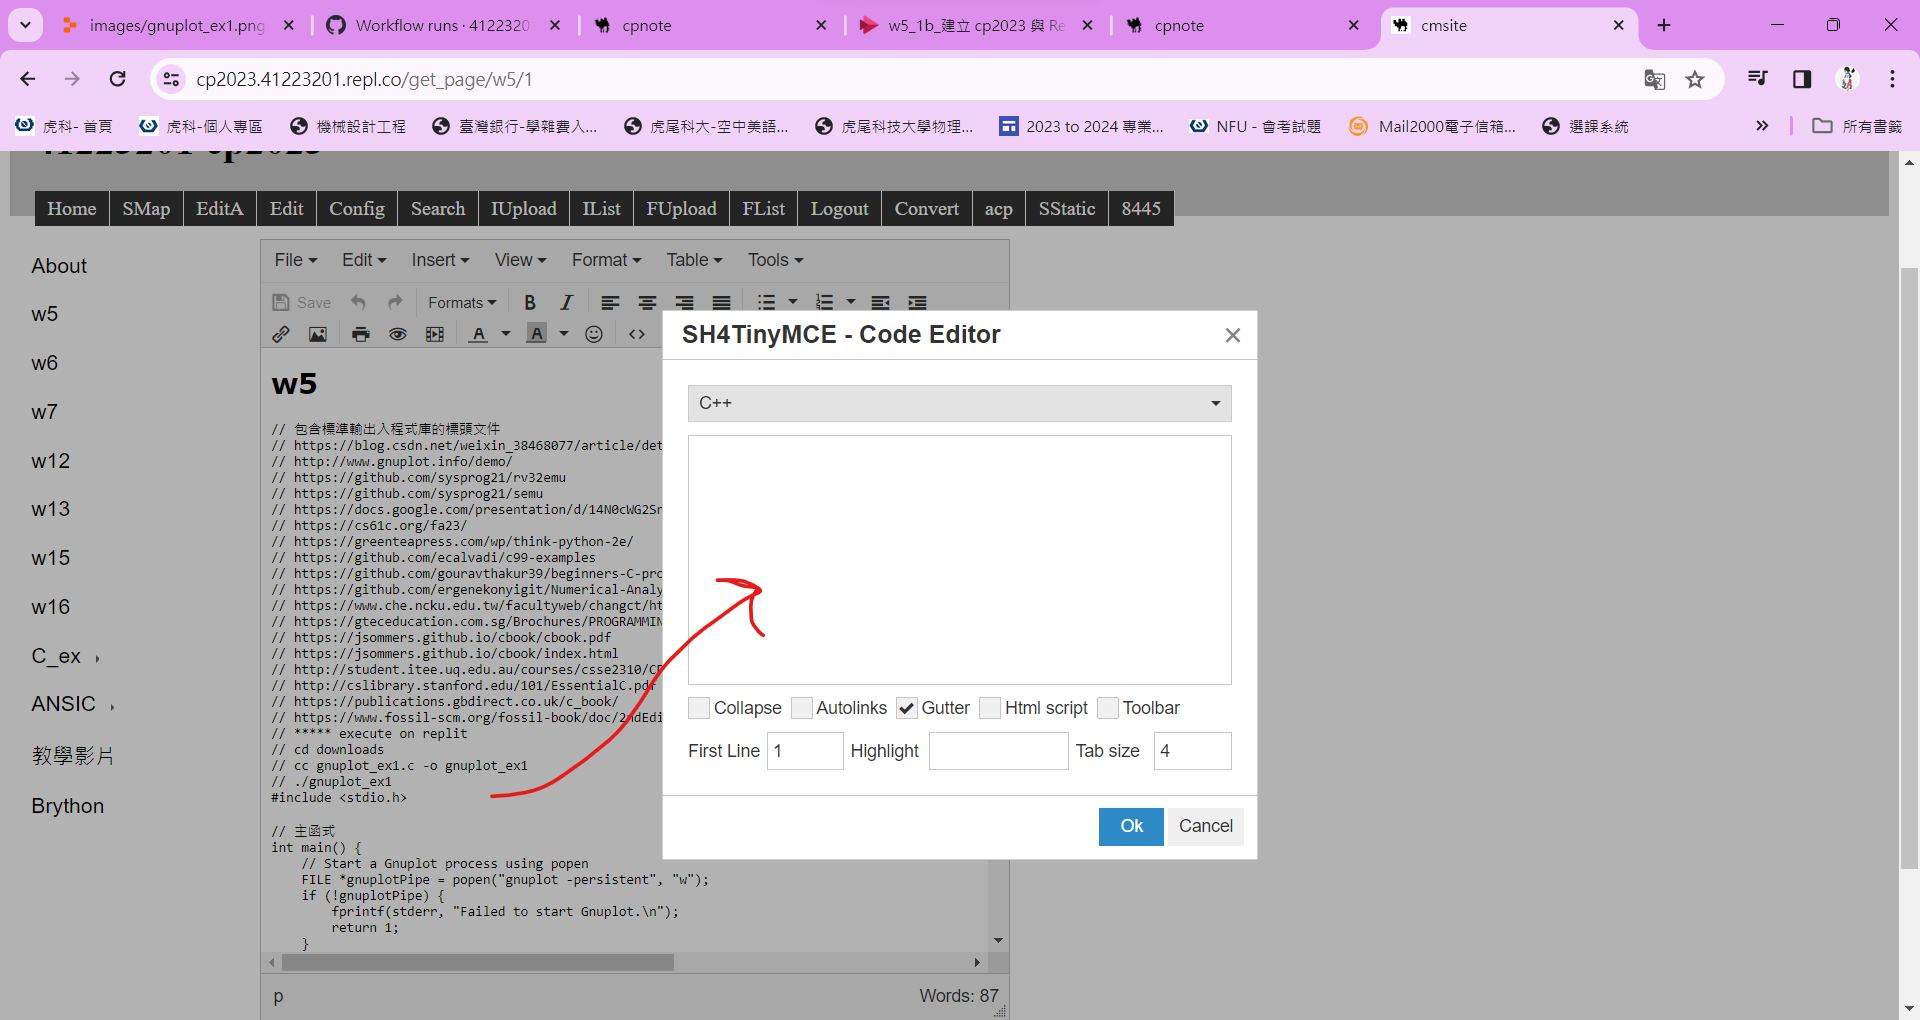 images/gnuplot_ex1.png
Workflow runs · 4122320
cpnote
w5_1b_建立 cp2023 與 Re
cpnote
cmsite
cp2023.41223201.repl.co/get_page/w5/1
虎科- 首頁
虎科-個人專區
機械設計工程
臺灣銀行-學雜費入...
虎尾科大-空中美語...
虎尾科技大學物理...
2023 to 2024 專業...
NFU - 會考試題
Mail2000電子信箱...
選課系統
所有書籤
41223201 cp2023
Home SMap EditA Edit Config Search IUpload IList FUpload FList Logout Convert acp SStatic 8445
About
w5
w6
w7
w12
w13
w15
w16
C_ex
ANSIC
教學影片
Brython
File Edit Insert View Format Table Tools
Save Formats B I
A A
w5
// 包含標準輸出入程式庫的標頭文件
// https://blog.csdn.net/weixin_38468077/article/det
// http://www.gnuplot.info/demo/
// https://github.com/sysprog21/rv32emu
// https://github.com/sysprog21/semu
// https://docs.google.com/presentation/d/14N0cWG2Sr
// https://cs61c.org/fa23/
// https://greenteapress.com/wp/think-python-2e/
// https://github.com/ecalvadi/c99-examples
// https://github.com/gouravthakur39/beginners-C-pro
// https://github.com/ergenekonyigit/Numerical-Analy
// https://www.che.ncku.edu.tw/facultyweb/changct/ht
// https://gteceducation.com.sg/Brochures/PROGRAMMIN
// https://jsommers.github.io/cbook/cbook.pdf
// https://jsommers.github.io/cbook/index.html
// http://student.itee.uq.edu.au/courses/csse2310/CP
// http://cslibrary.stanford.edu/101/EssentialC.pdf
// https://publications.gbdirect.co.uk/c_book/
// https://www.fossil-scm.org/fossil-book/doc/2ndEdi
// ***** execute on replit
// cd downloads
// cc gnuplot_ex1.c -o gnuplot_ex1
// ./gnuplot_ex1
#include <stdio.h>
// 主函式
int main() {
// Start a Gnuplot process using popen
FILE *gnuplotPipe = popen("gnuplot -persistent", "w");
if (!gnuplotPipe) {
fprintf(stderr, "Failed to start Gnuplot.\n");
return 1;
}
p
Words: 87
SH4TinyMCE - Code Editor
C++
Collapse Autolinks Gutter Html script Toolbar
First Line 1 Highlight Tab size 4
Ok Cancel